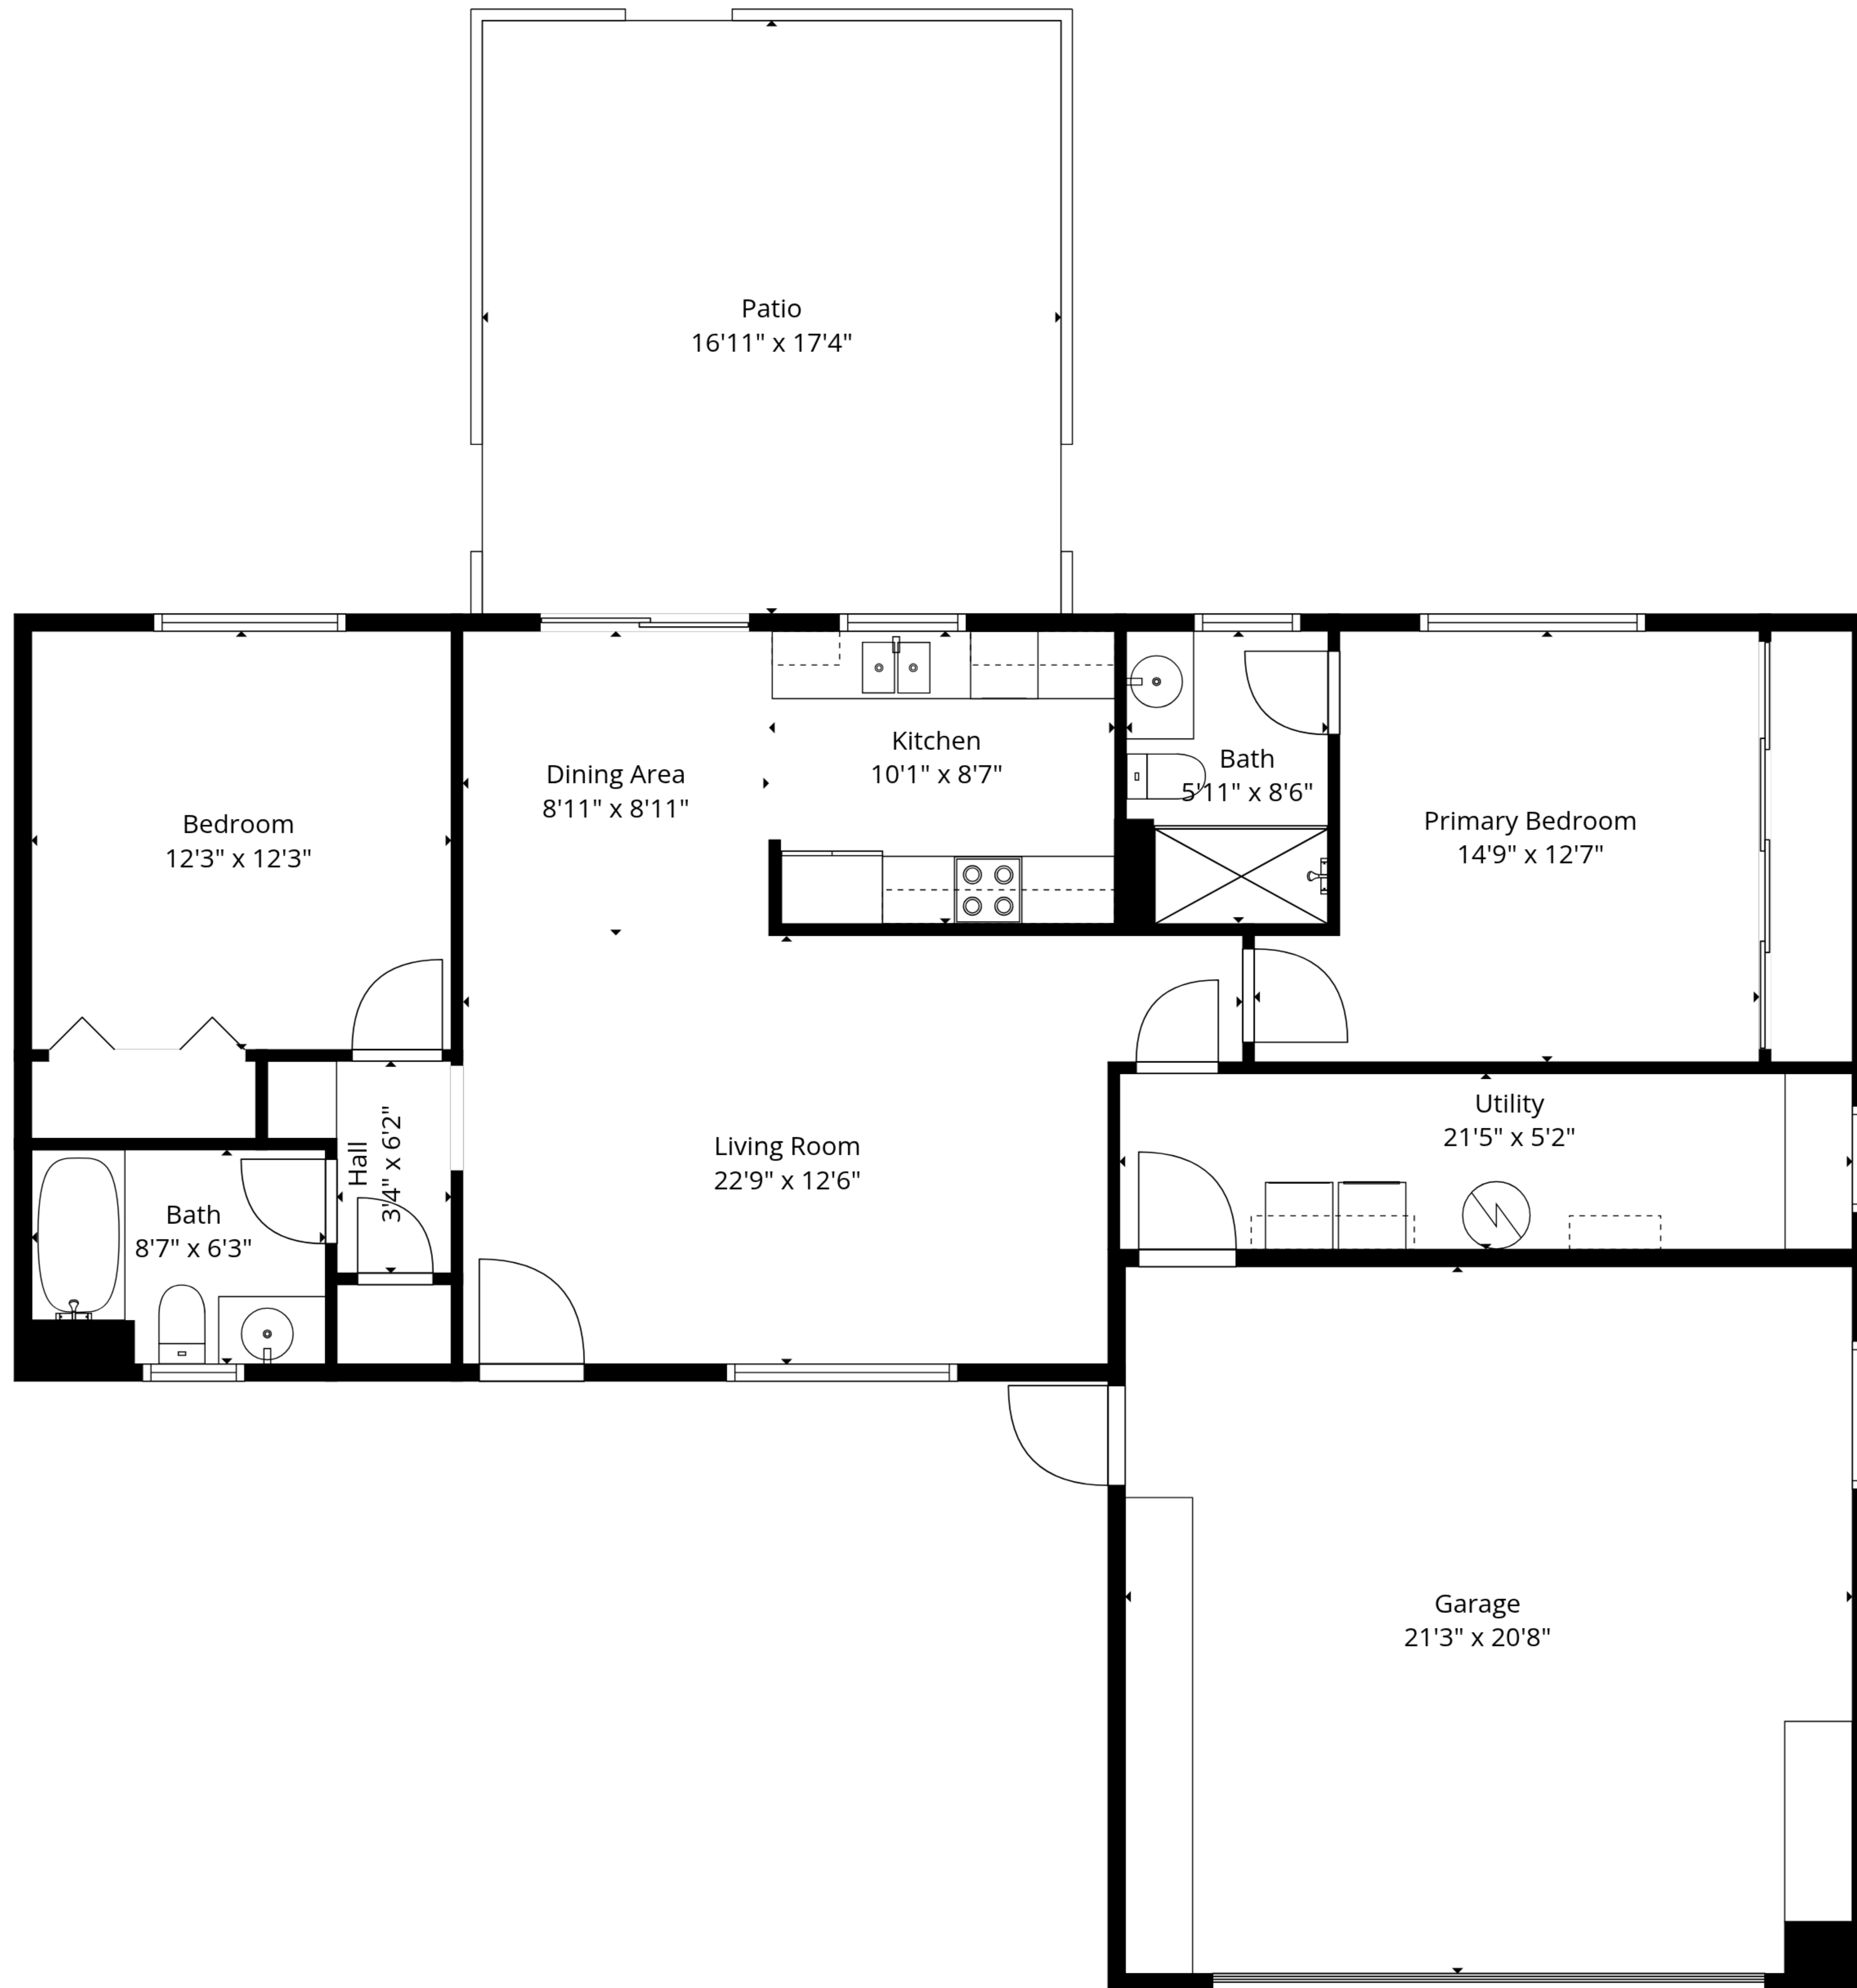 Patio
16'11" x 17'4"
Kitchen
10'1" x 8'7"
Dining Area
8'11" x 8'11"
Bath
5'11" x 8'6"
Bedroom
12'3" x 12'3"
Primary Bedroom
14'9" x 12'7"
Utility
21'5" x 5'2"
Hall
3'4" x 6'2"
Living Room
22'9" x 12'6"
Bath
8'7" x 6'3"
Garage
21'3" x 20'8"